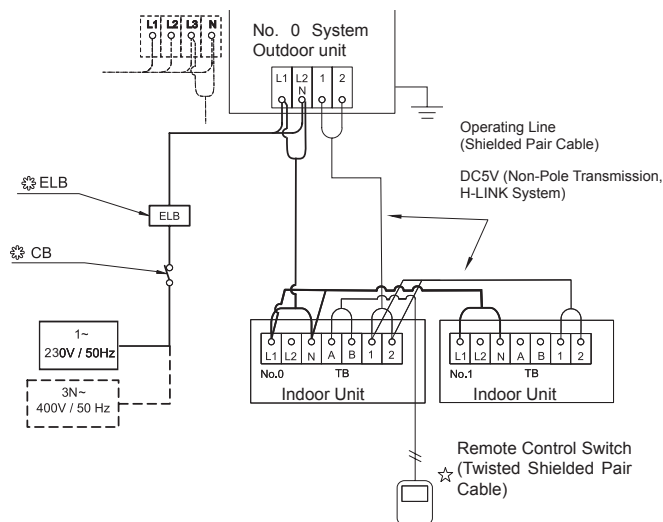 L1 L2 L3 N
No. 0 System
Outdoor unit
L1 L2 N 1 2
Operating Line
(Shielded Pair Cable)
DC5V (Non-Pole Transmission,
H-LINK System)
ELB
ELB
CB
1~
230V / 50Hz
3N~
400V / 50 Hz
L1 L2 N A B 1 2
No.0 TB
Indoor Unit
L1 L2 N A B 1 2
No.1 TB
Indoor Unit
Remote Control Switch
(Twisted Shielded Pair
Cable)